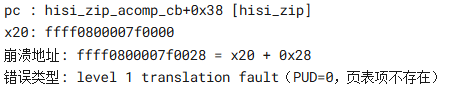 pc : hisi_zip_acomp_cb+0x38 [hisi_zip]
x20: ffff0800007f0000
崩溃地址: ffff0800007f0028 = x20 + 0x28
错误类型: level 1 translation fault（PUD=0，页表项不存在）